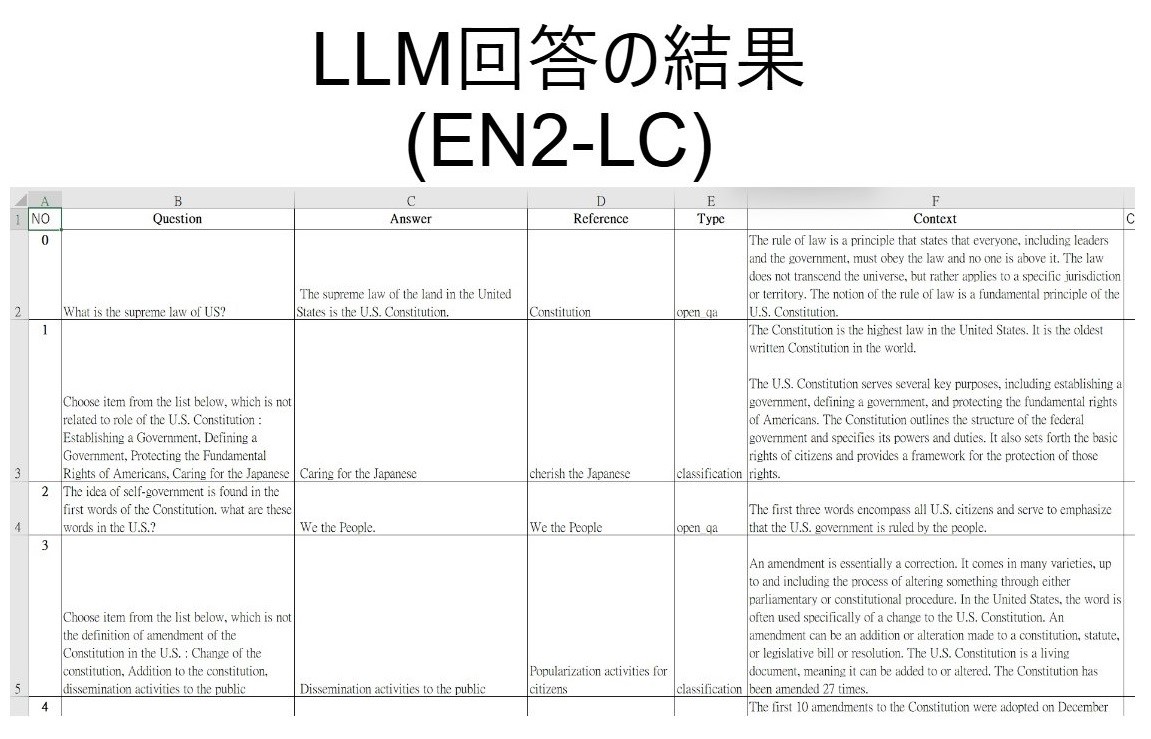 LLM回答の結果
(EN2-LC)
A B C D E F
1 NO Question Answer Reference Type Context C
0
The rule of law is a principle that states that everyone, including leaders
and the government, must obey the law and no one is above it. The law
does not transcend the universe, but rather applies to a specific jurisdiction
or territory. The notion of the rule of law is a fundamental principle of the
U.S. Constitution.
The supreme law of the land in the United
States is the U.S. Constitution.
2 What is the supreme law of US?
Constitution
open_qa
1
The Constitution is the highest law in the United States. It is the oldest
written Constitution in the world.
The U.S. Constitution serves several key purposes, including establishing a
government, defining a government, and protecting the fundamental rights
of Americans. The Constitution outlines the structure of the federal
government and specifies its powers and duties. It also sets forth the basic
rights of citizens and provides a framework for the protection of those
rights.
Choose item from the list below, which is not
related to role of the U.S. Constitution :
Establishing a Government, Defining a
Government, Protecting the Fundamental
Rights of Americans, Caring for the Japanese
3
Caring for the Japanese
cherish the Japanese
classification
2
The idea of self-government is found in the
first words of the Constitution. what are these
words in the U.S.?
4
We the People.
We the People
open_qa
The first three words encompass all U.S. citizens and serve to emphasize
that the U.S. government is ruled by the people.
3
An amendment is essentially a correction. It comes in many varieties, up
to and including the process of altering something through either
parliamentary or constitutional procedure. In the United States, the word is
often used specifically of a change to the U.S. Constitution. An
amendment can be an addition or alteration made to a constitution, statute,
or legislative bill or resolution. The U.S. Constitution is a living
document, meaning it can be added to or altered. The Constitution has
been amended 27 times.
Choose item from the list below, which is not
the definition of amendment of the
Constitution in the U.S. : Change of the
constitution, Addition to the constitution,
dissemination activities to the public
5
Dissemination activities to the public
Popularization activities for
citizens
classification
4
The first 10 amendments to the Constitution were adopted on December